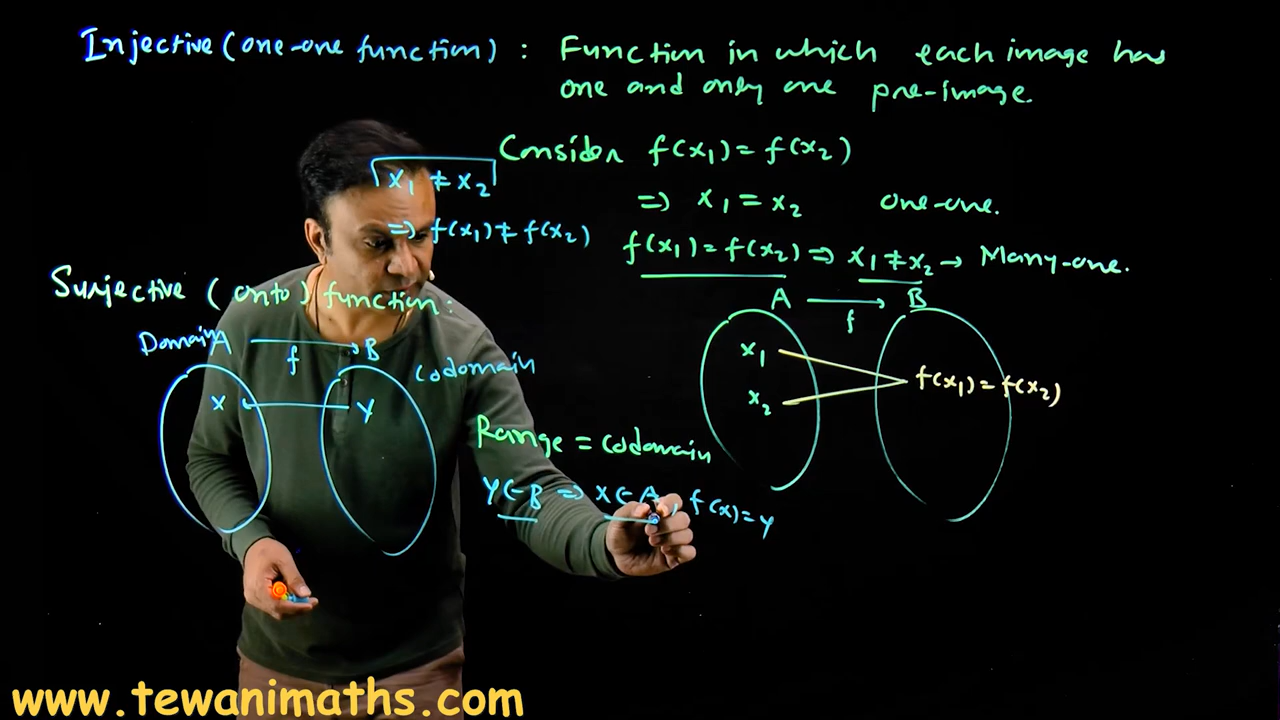 Injective (one-one function) : Function in which each image has
one and only one pre-image.
Consider f(x₁) = f(x₂)
⇒ x₁ = x₂ one-one.
x₁ ≠ x₂
⇒ f(x₁) ≠ f(x₂)
f(x₁) = f(x₂) ⇒ x₁ ≠ x₂ → Many-one.
Surjective (onto) function :
A → B
f
x₁
x₂
f(x₁) = f(x₂)
Domain A → B
f
Codomain
x
y
Range = codomain
y ∈ B ⇒ x ∈ A, f(x) = y
www.tewanimaths.com